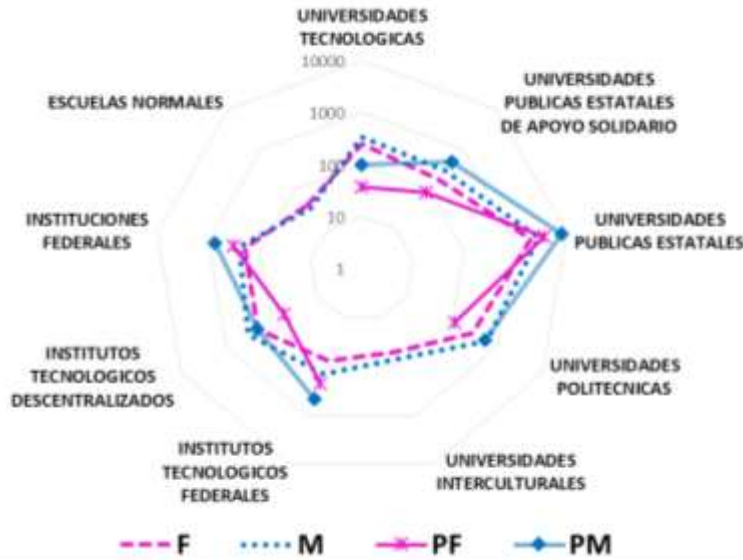 UNIVERSIDADES
TECNOLOGICAS
10000
ESCUELAS NORMALES
UNIVERSIDADES
PUBLICAS ESTATALES
DE APOYO SOLIDARIO
1000
100
INSTITUCIONES
FEDERALES
UNIVERSIDADES
PUBLICAS ESTATALES
10
1
INSTITUTOS
TECNOLOGICOS
DESCENTRALIZADOS
UNIVERSIDADES
POLITECNICAS
INSTITUTOS
TECNOLOGICOS
FEDERALES
UNIVERSIDADES
INTERCULTURALES
F M PF PM